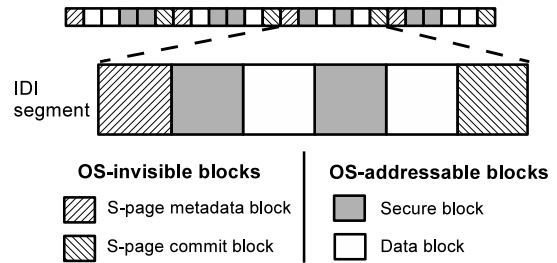 IDI
segment
OS-invisible blocks
S-page metadata block
S-page commit block
OS-addressable blocks
Secure block
Data block